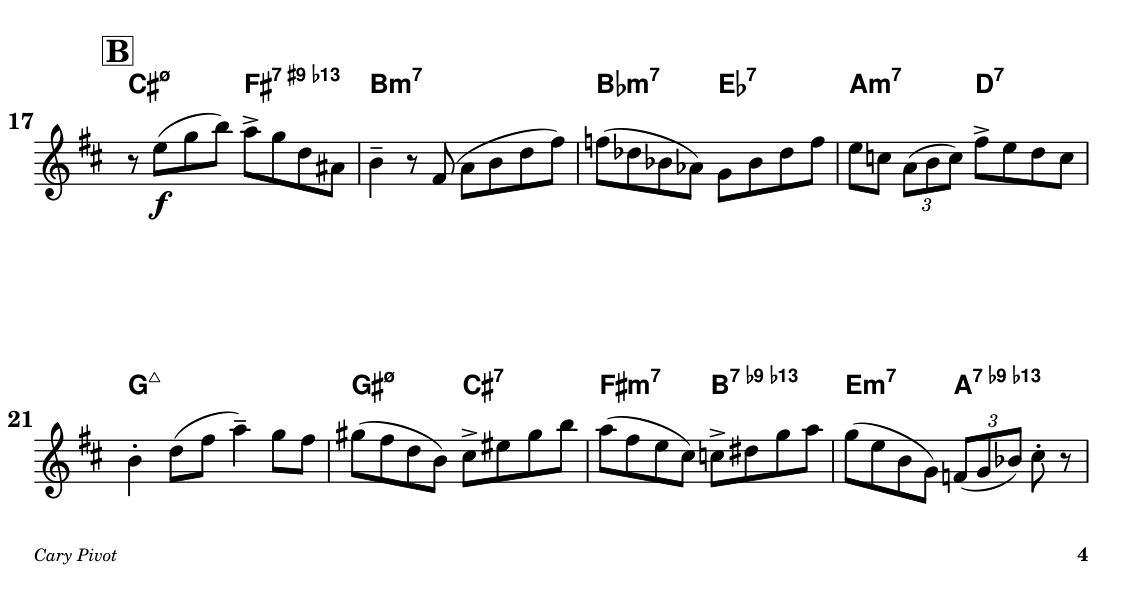 B
C♯ø F♯7 ♯9 ♭13 Bm7 B♭m7 E♭7 Am7 D7
17
f
3
G△ G♯ø C♯7 F♯m7 B7 ♭9 ♭13 Em7 A7 ♭9 ♭13
21
3
Cary Pivot 4